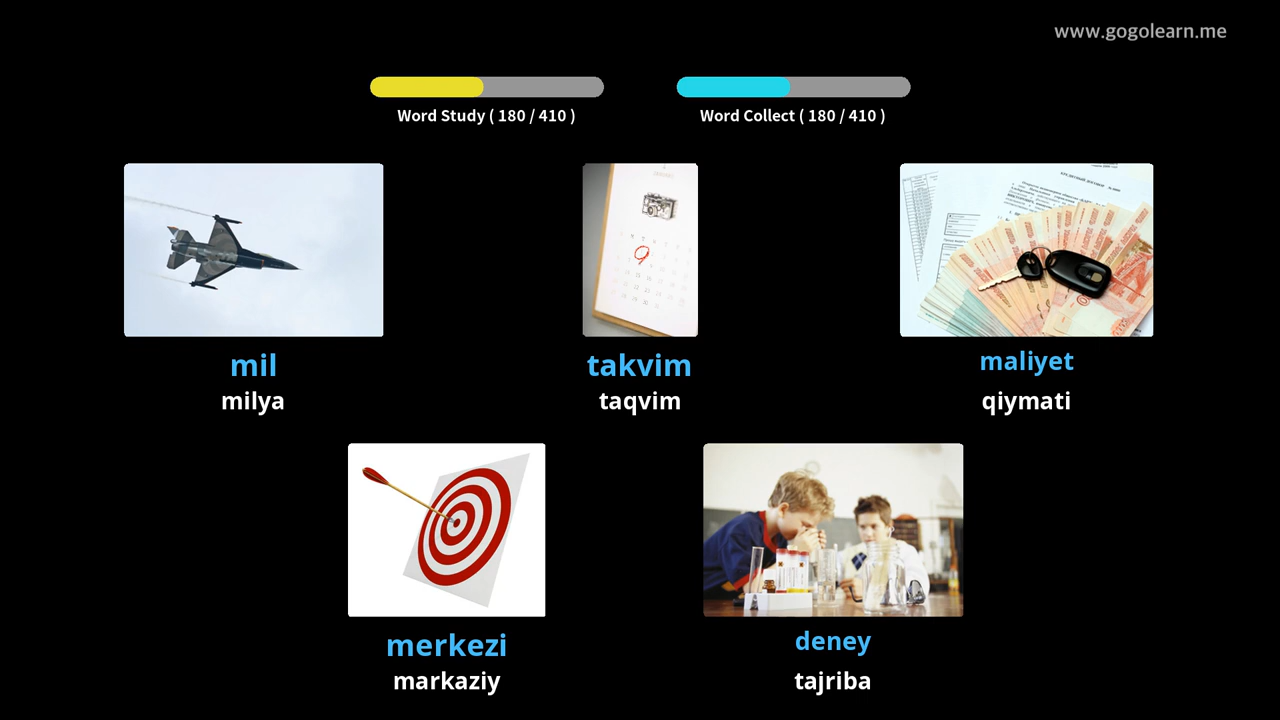 www.gogolearn.me
Word Study ( 180 / 410 )
Word Collect ( 180 / 410 )
9
mil
milya
takvim
taqvim
maliyet
qiymati
merkezi
markaziy
deney
tajriba